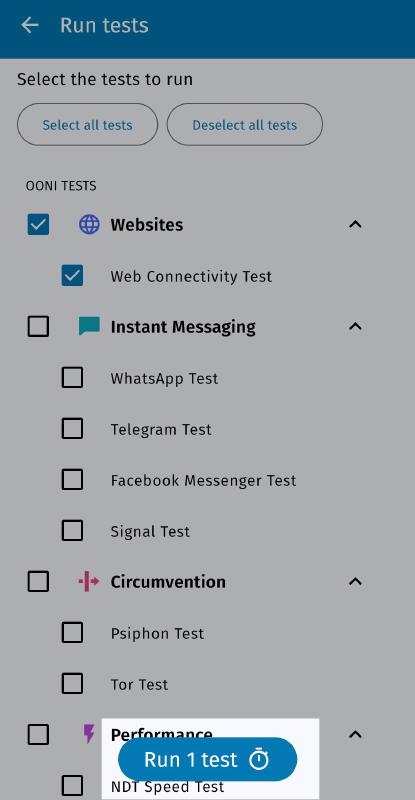 Run tests
Select the tests to run
Select all tests
Deselect all tests
OONI TESTS
Websites
Web Connectivity Test
Instant Messaging
WhatsApp Test
Telegram Test
Facebook Messenger Test
Signal Test
Circumvention
Psiphon Test
Tor Test
Performance
Run 1 test
NDT Speed Test